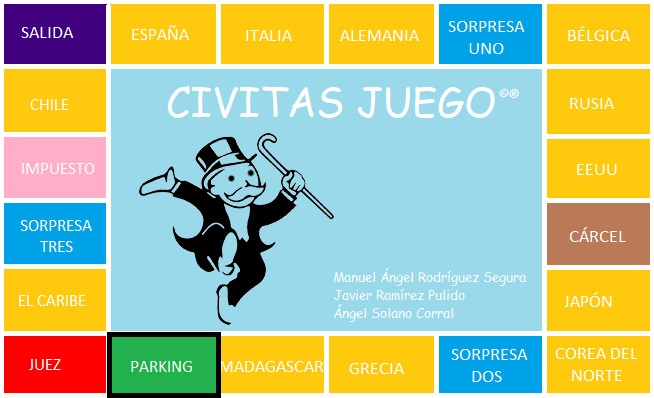 SALIDA
ESPAÑA
ITALIA
ALEMANIA
SORPRESA
UNO
BÉLGICA
CHILE
CIVITAS JUEGO ©®
RUSIA
IMPUESTO
EEUU
SORPRESA
TRES
CÁRCEL
EL CARIBE
Manuel Ángel Rodríguez Segura
Javier Ramírez Pulido
Ángel Solano Corral
JAPÓN
JUEZ
PARKING
MADAGASCAR
GRECIA
SORPRESA
DOS
COREA DEL
NORTE